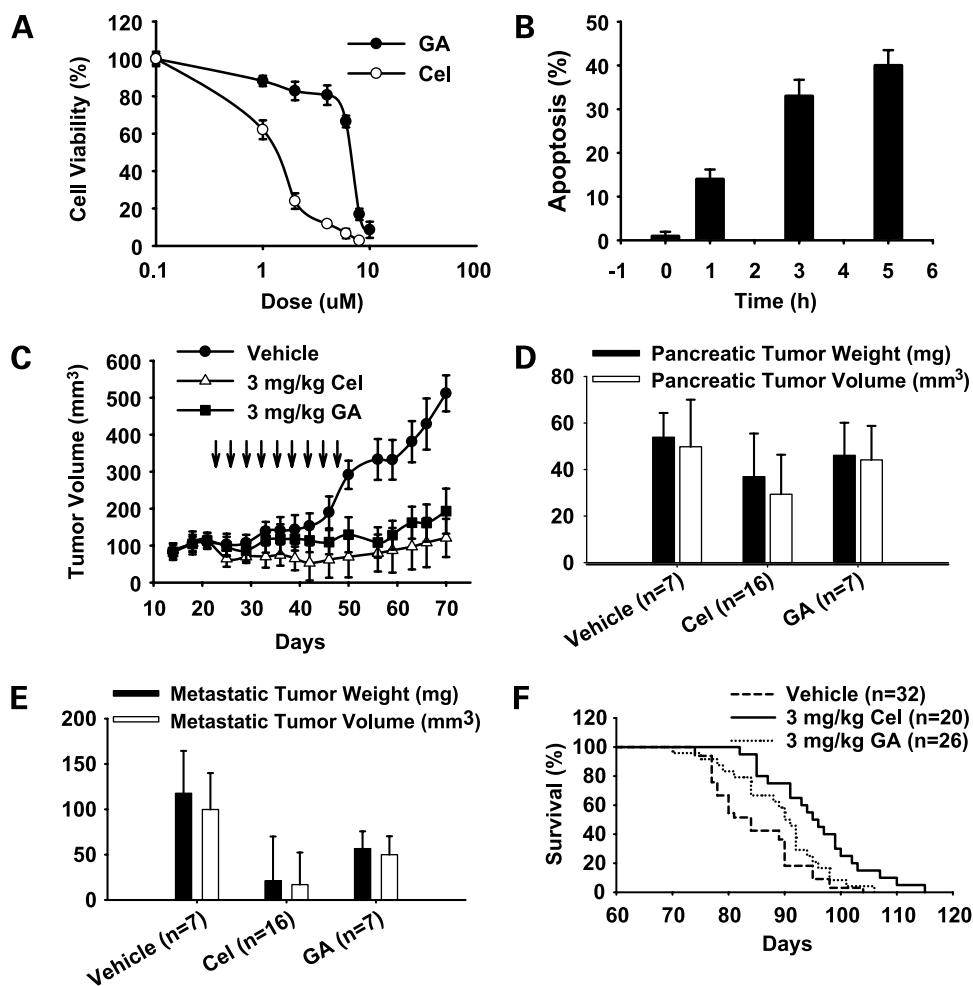 A
120
100
80
60
40
20
0
Cell Viability (%)
GA
Cel
0.1 1 10 100
Dose (uM)
B
50
40
30
20
10
0
Apoptosis (%)
-1 0 1 2 3 4 5 6
Time (h)
C
Vehicle
3 mg/kg Cel
3 mg/kg GA
600
500
400
300
200
100
0
Tumor Volume (mm³)
10 20 30 40 50 60 70
Days
D
Pancreatic Tumor Weight (mg)
Pancreatic Tumor Volume (mm³)
80
60
40
20
0
Vehicle (n=7)
Cel (n=16)
GA (n=7)
E
Metastatic Tumor Weight (mg)
Metastatic Tumor Volume (mm³)
200
150
100
50
0
Vehicle (n=7)
Cel (n=16)
GA (n=7)
F
Vehicle (n=32)
3 mg/kg Cel (n=20)
3 mg/kg GA (n=26)
120
100
80
60
40
20
0
Survival (%)
60 70 80 90 100 110 120
Days